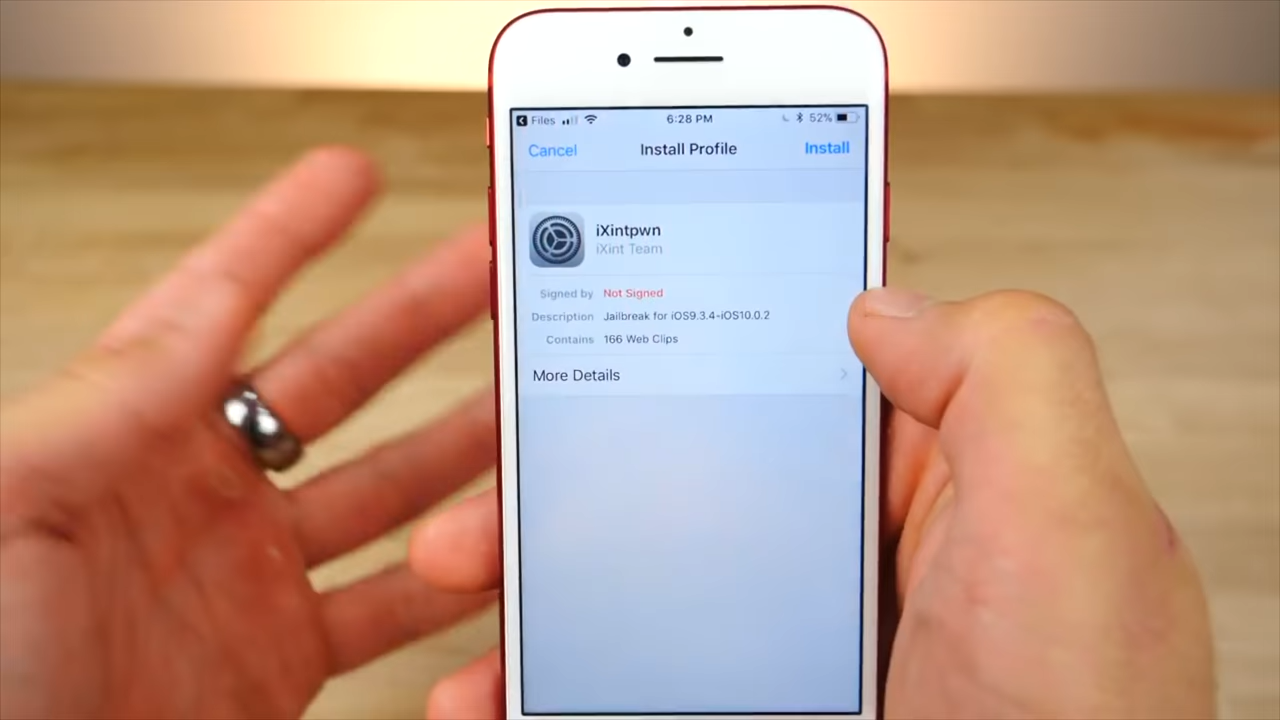 Files 6:28 PM 52%
Cancel Install Profile Install
iXintpwn
iXint Team
Signed by Not Signed
Description Jailbreak for iOS9.3.4-iOS10.0.2
Contains 166 Web Clips
More Details